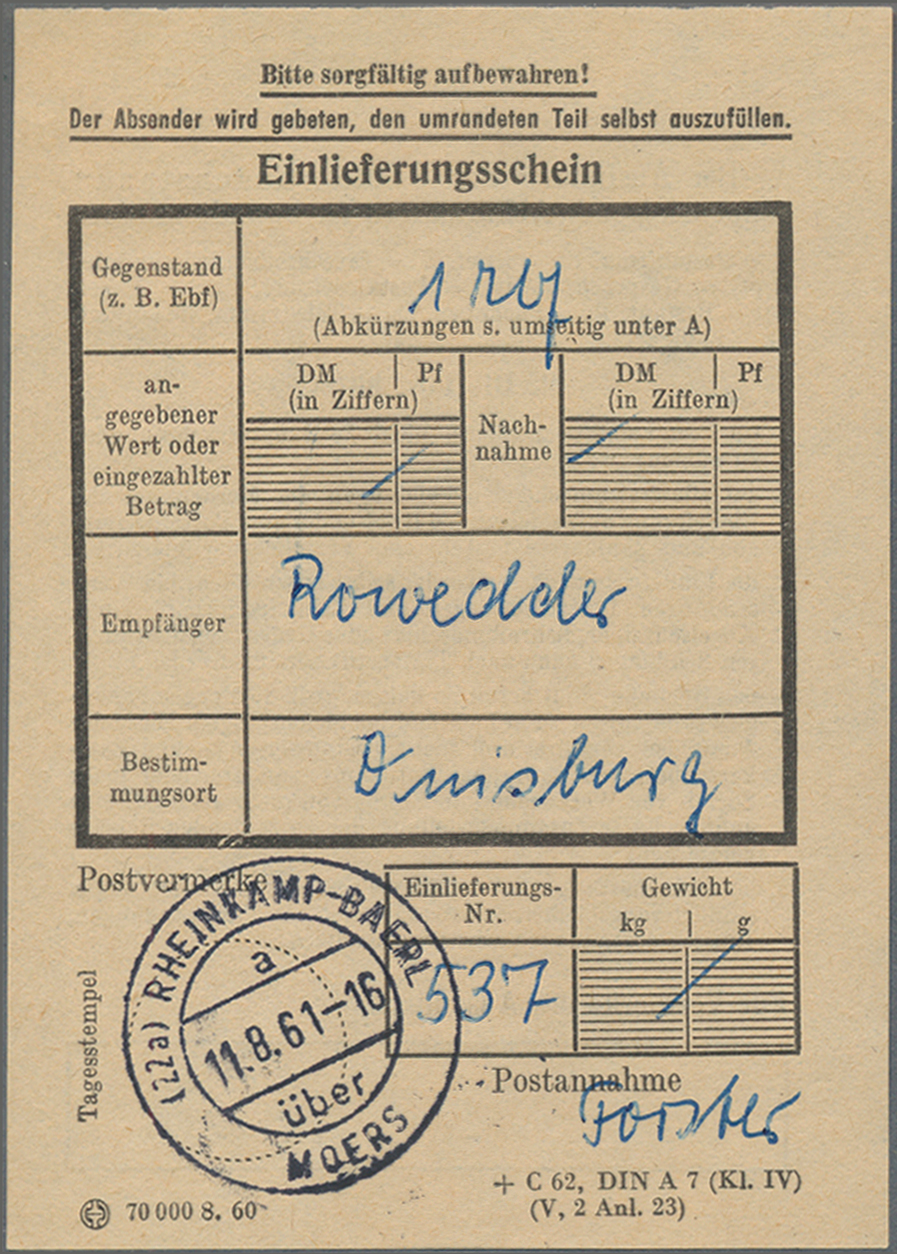 Bitte sorgfältig aufbewahren!
Der Absender wird gebeten, den umrandeten Teil selbst auszufüllen.
Einlieferungsschein
Gegenstand
(z. B. Ebf)
1
(Abkürzungen s. umseitig unter A)
an-
gegebener
Wert oder
eingezahlter
Betrag
DM | Pf
(in Ziffern)
Nach-
nahme
DM | Pf
(in Ziffern)
Empfänger
Rowedder
Bestim-
mungsort
Duisburg
Postvermerke
Einlieferungs-
Nr.
537
Gewicht
kg | g
Tagesstempel
(22a) RHEINKAMP-BAERL
a
11.8.61-16
über
MOERS
Postannahme
Forster
+ C 62, DIN A 7 (Kl. IV)
(V, 2 Anl. 23)
70 000 8. 60